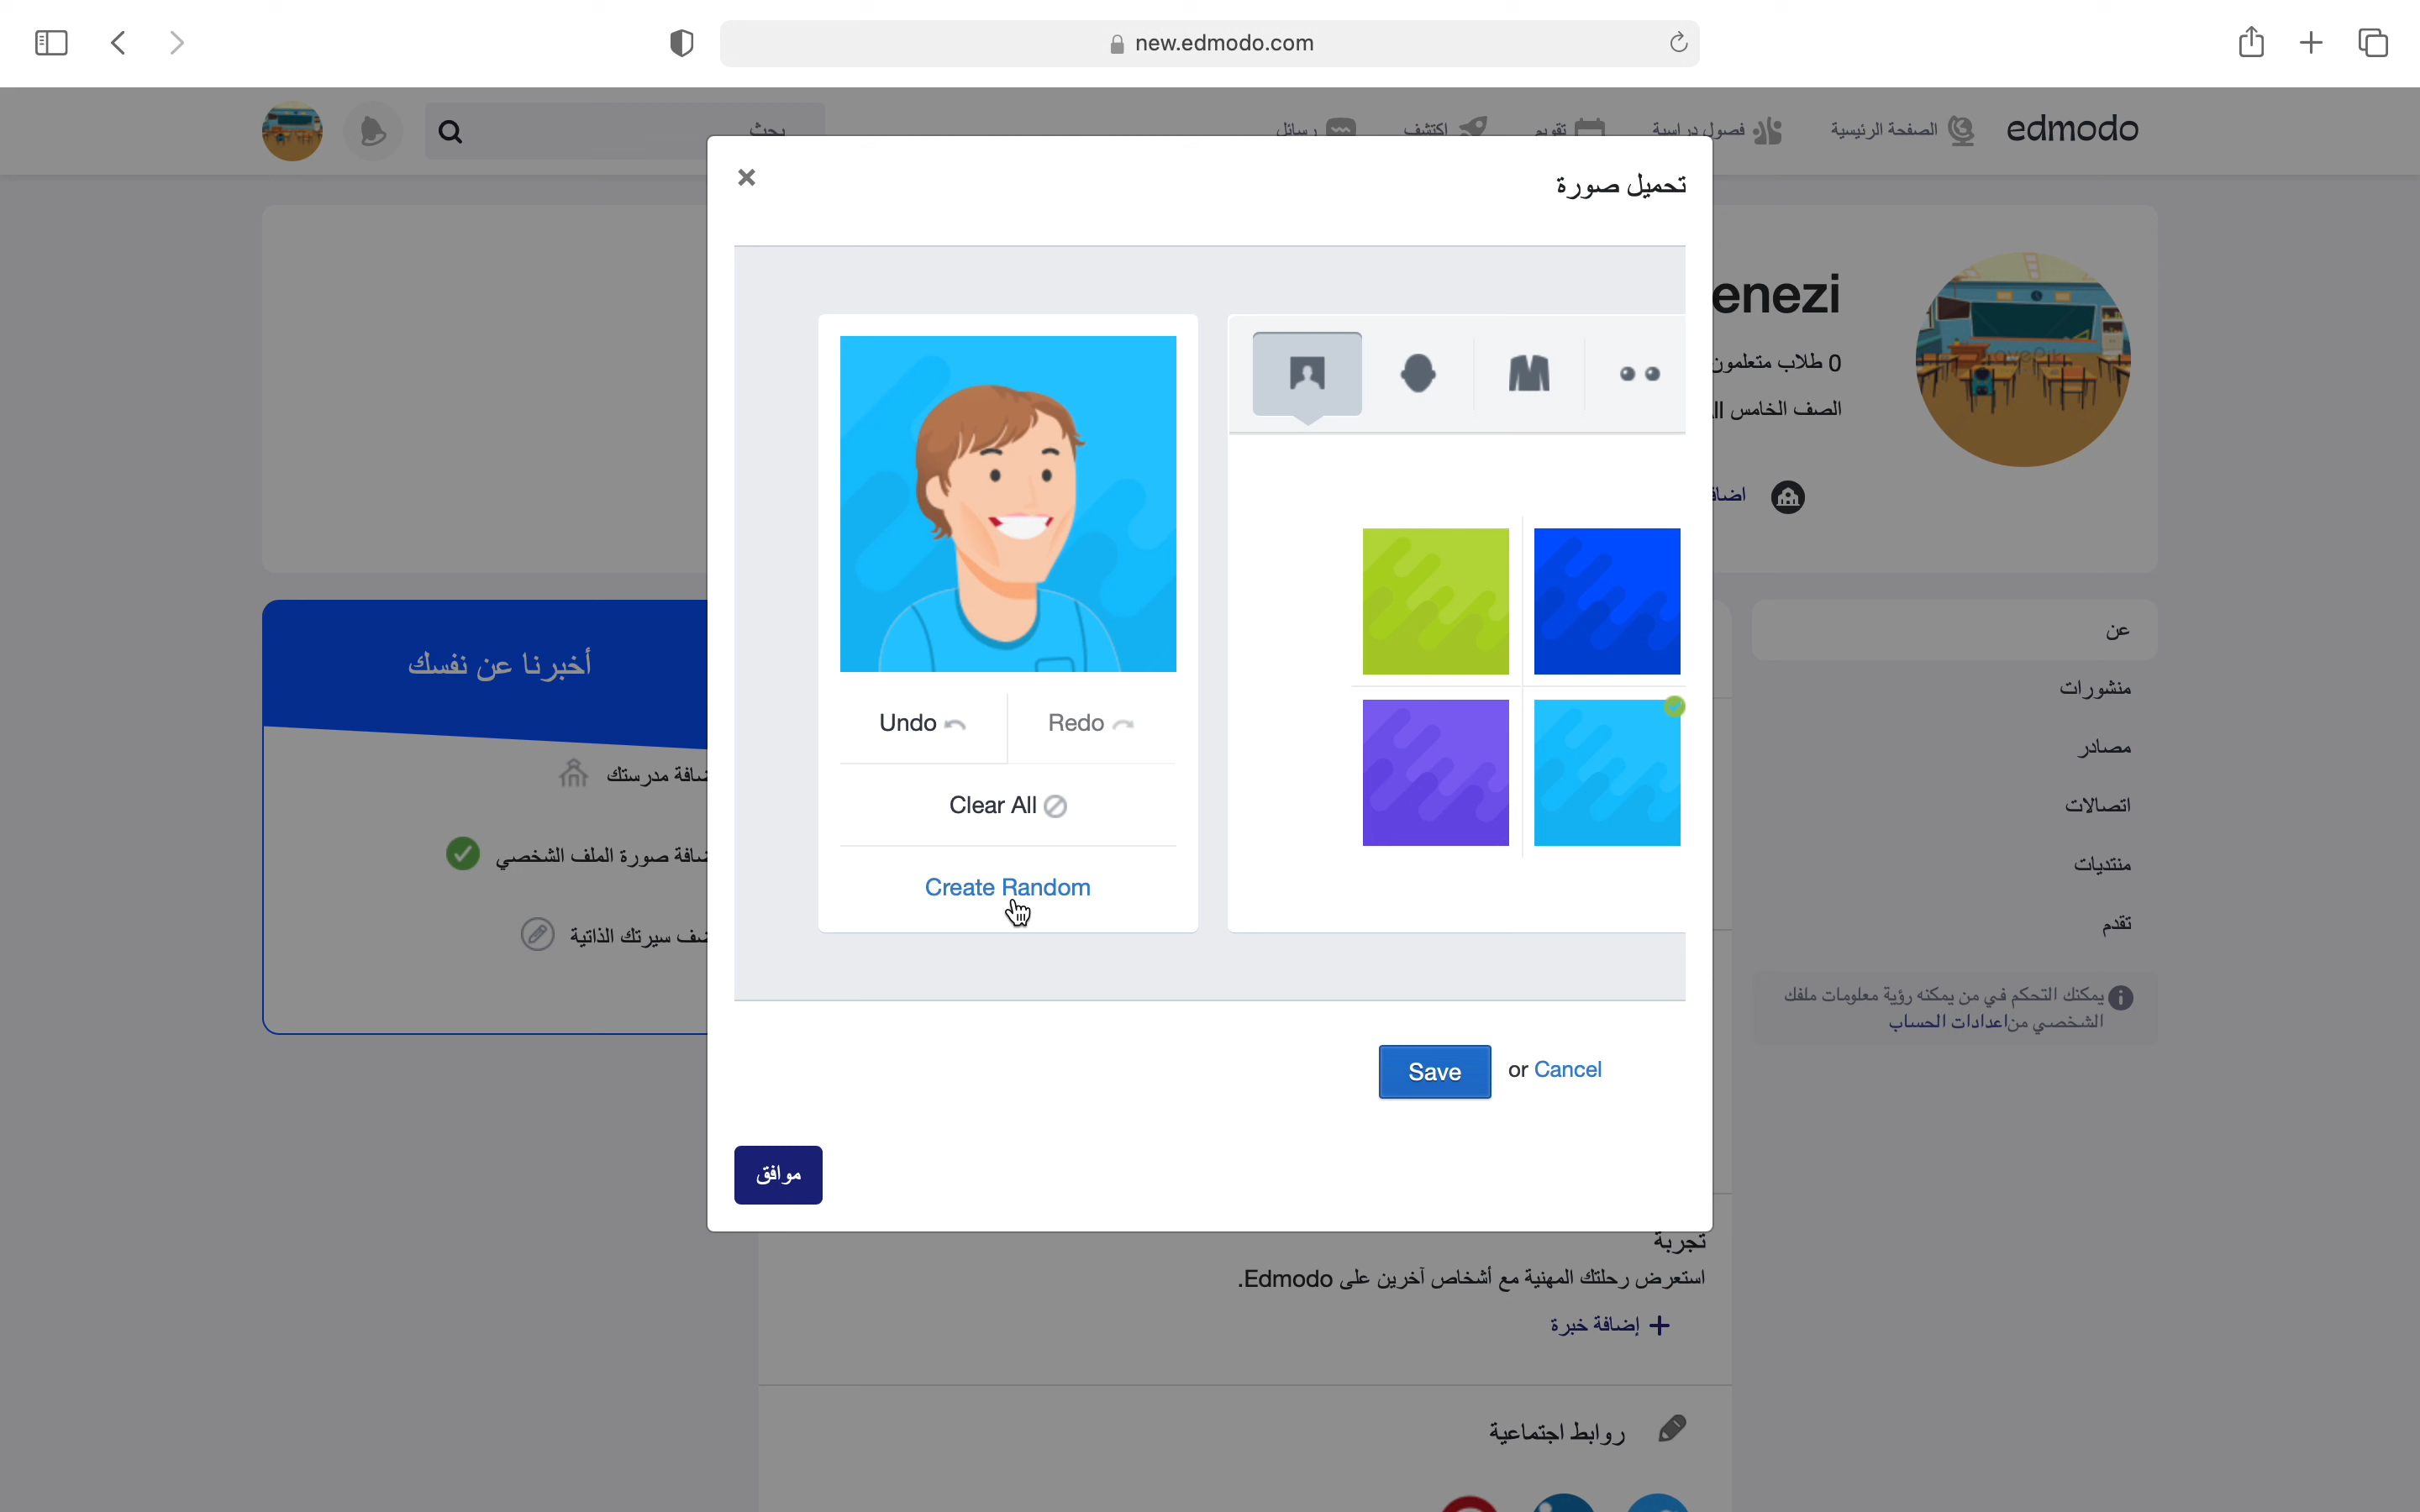 new.edmodo.com
edmodo
الصفحة الرئيسية
فصول دراسية
تقويم
اكتشف
رسائل
بحث
تحميل صورة
enezi
0 طلاب متعلمون
الصف الخامس
أخبرنا عن نفسك
Undo
Redo
Clear All
Create Random
عن
منشورات
مصادر
اتصالات
منتديات
تقدم
يمكنك التحكم في من يمكنه رؤية معلومات ملفك
الشخصي من اعدادات الحساب
مدرستك
صورة الملف الشخصي
سيرتك الذاتية
Save or Cancel
موافق
تجربة
استعرض رحلتك المهنية مع أشخاص آخرين على Edmodo.
+ إضافة خبرة
روابط اجتماعية